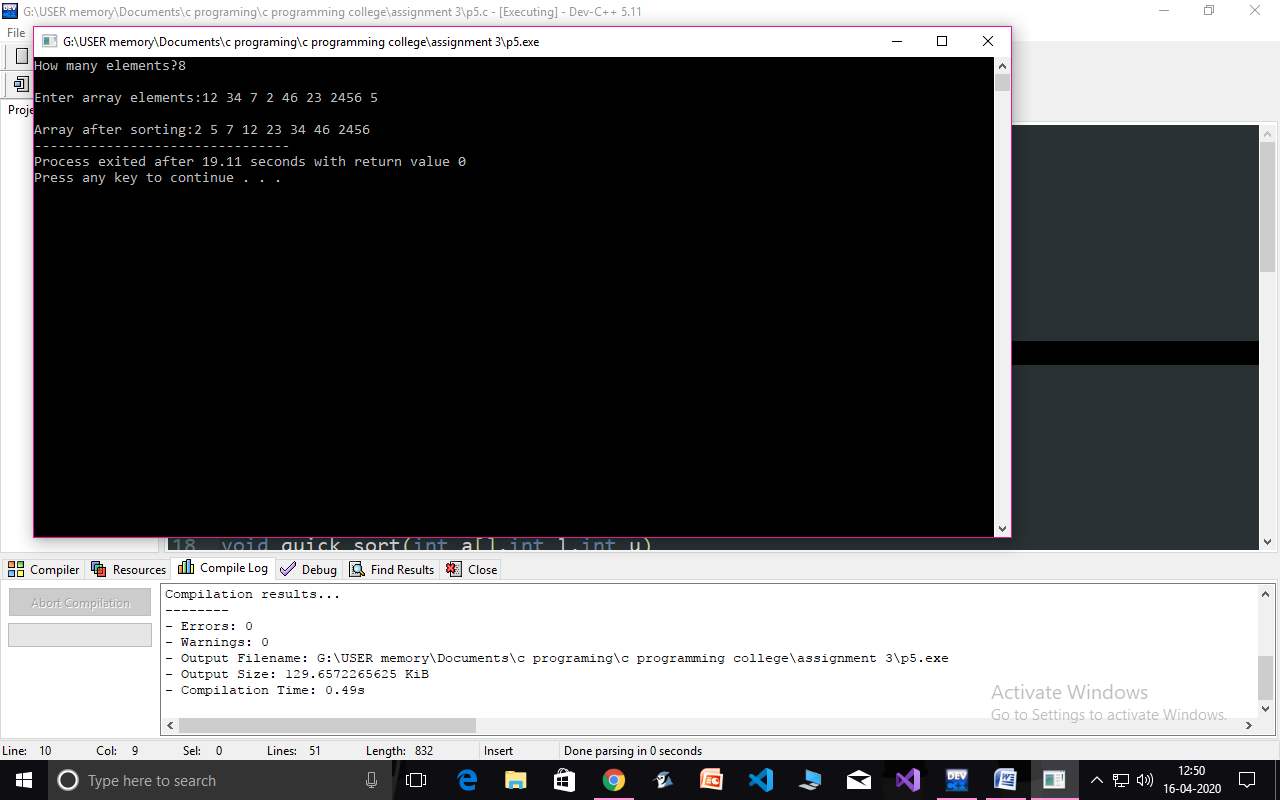 G:\USER memory\Documents\c programing\c programming college\assignment 3\p5.c - [Executing] - Dev-C++ 5.11
File
G:\USER memory\Documents\c programing\c programming college\assignment 3\p5.exe
How many elements?8
Enter array elements:12 34 7 2 46 23 2456 5
Array after sorting:2 5 7 12 23 34 46 2456
--------------------------------
Process exited after 19.11 seconds with return value 0
Press any key to continue . . .
Proje
18 void quick_sort(int a[],int l,int u)
Compiler Resources Compile Log Debug Find Results Close
Abort Compilation
Compilation results...
--------
- Errors: 0
- Warnings: 0
- Output Filename: G:\USER memory\Documents\c programing\c programming college\assignment 3\p5.exe
- Output Size: 129.6572265625 KiB
- Compilation Time: 0.49s
Activate Windows
Go to Settings to activate Windows.
Line: 10 Col: 9 Sel: 0 Lines: 51 Length: 832 Insert Done parsing in 0 seconds
Type here to search
DEV
12:50
16-04-2020